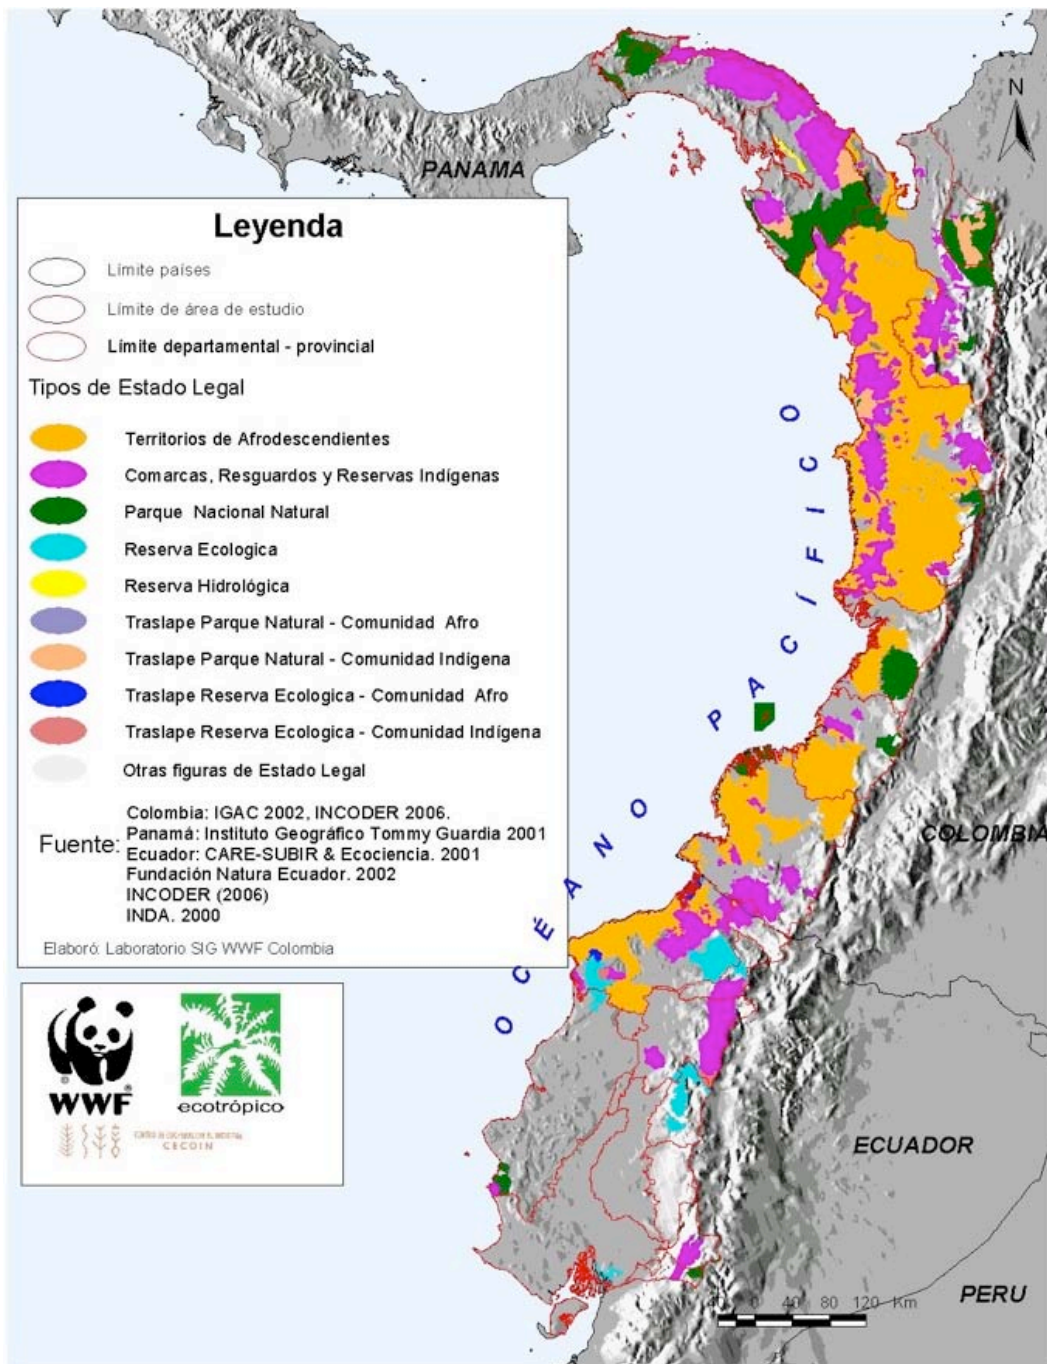 N
PANAMA
Leyenda
Límite países
Límite de área de estudio
Límite departamental - provincial
Tipos de Estado Legal
Territorios de Afrodescendientes
Comarcas, Resguardos y Reservas Indígenas
Parque Nacional Natural
Reserva Ecologica
Reserva Hidrológica
Traslape Parque Natural - Comunidad Afro
Traslape Parque Natural - Comunidad Indígena
Traslape Reserva Ecologica - Comunidad Afro
Traslape Reserva Ecologica - Comunidad Indígena
Otras figuras de Estado Legal
Fuente:
Colombia: IGAC 2002, INCODER 2006.
Panamá: Instituto Geográfico Tommy Guardia 2001
Ecuador: CARE-SUBIR & Ecociencia. 2001
Fundación Natura Ecuador. 2002
INCODER (2006)
INDA. 2000
Elaboró: Laboratorio SIG WWF Colombia
OCÉANO PACÍFICO
COLOMBIA
WWF
®
ecotrópico
CECOIN
ECUADOR
PERU
40 0 40 80 120 Km